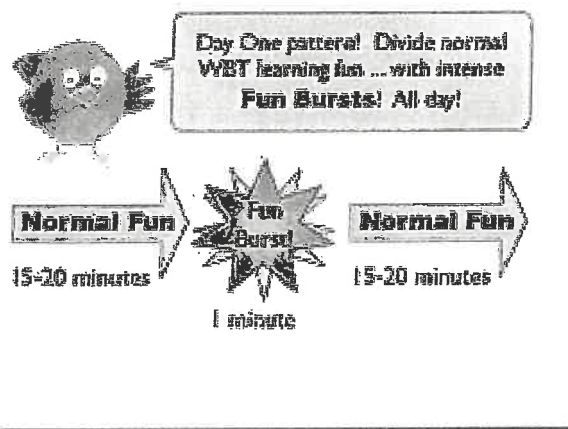 Day One pattern! Divide normal
WBT learning fun ... with intense
Fun Bursts! All day!
Normal Fun
Fun
Burst!
Normal Fun
15-20 minutes
15-20 minutes
1 minute